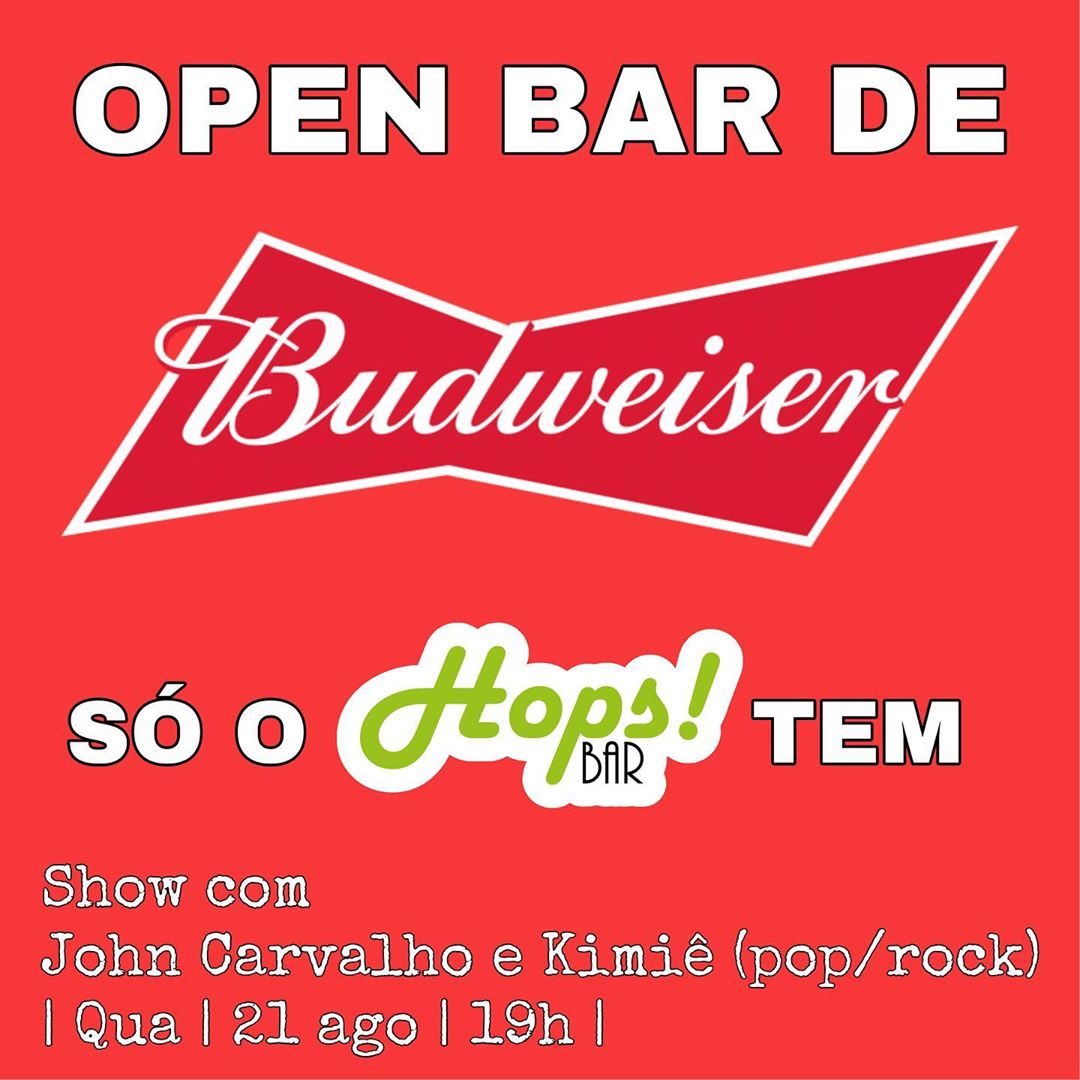 OPEN BAR DE
Budweiser
SÓ O Hops! BAR TEM
Show com
John Carvalho e Kimiê (pop/rock)
| Qua | 21 ago | 19h |